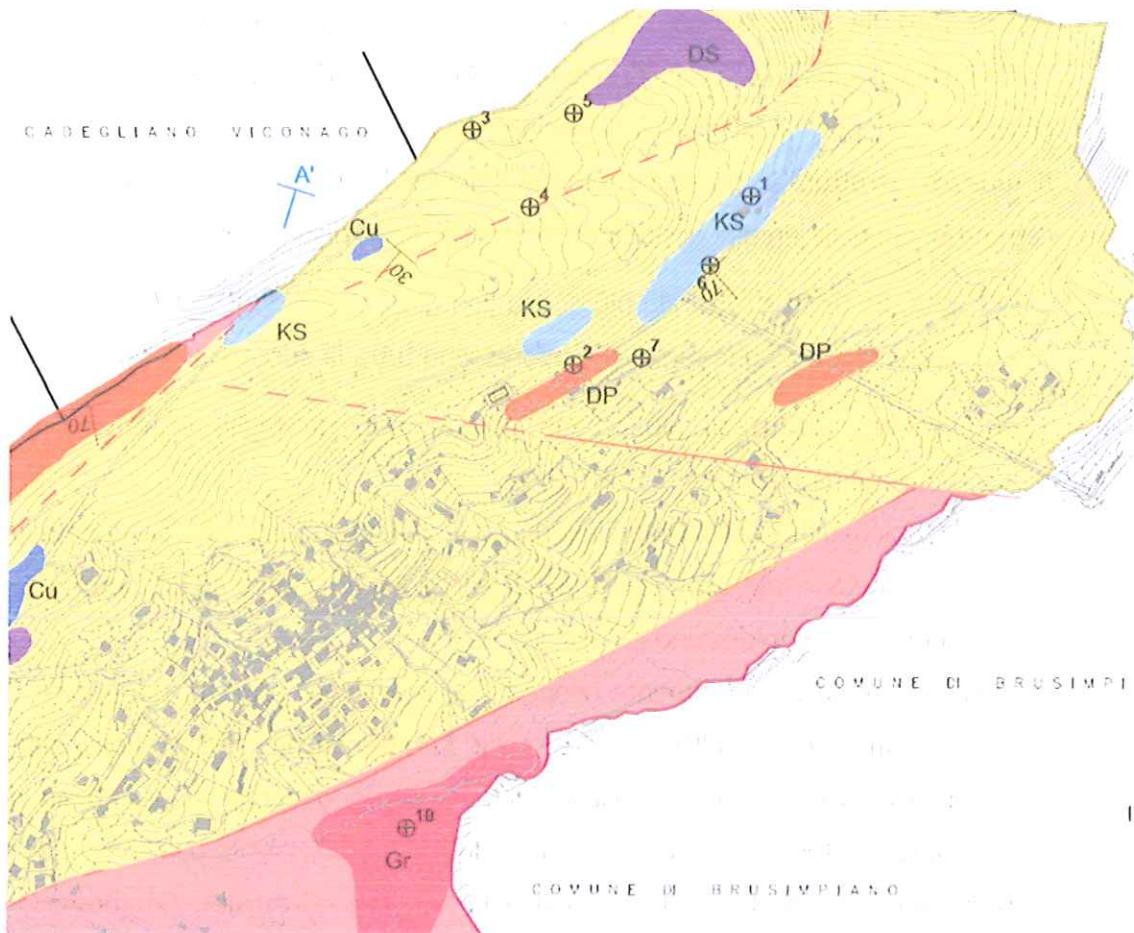 DS
5
3
CADEGLIANO VICONAGO
A'
1
4
KS
Cu
30
6
70
KS
KS
2
7
DP
DP
70
Cu
COMUNE DI BRUSIMPI
10
Gr
COMUNE DI BRUSIMPIANO